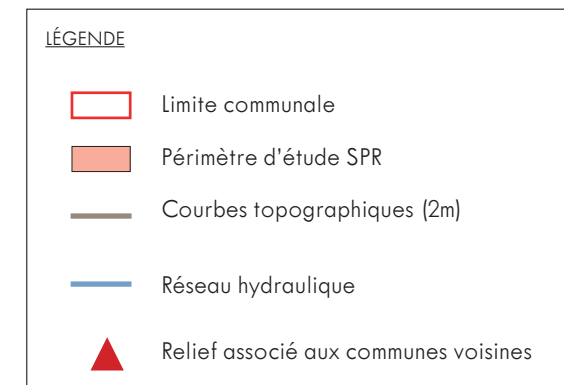 LÉGENDE
Limite communale
Périmètre d'étude SPR
Courbes topographiques (2m)
Réseau hydraulique
Relief associé aux communes voisines